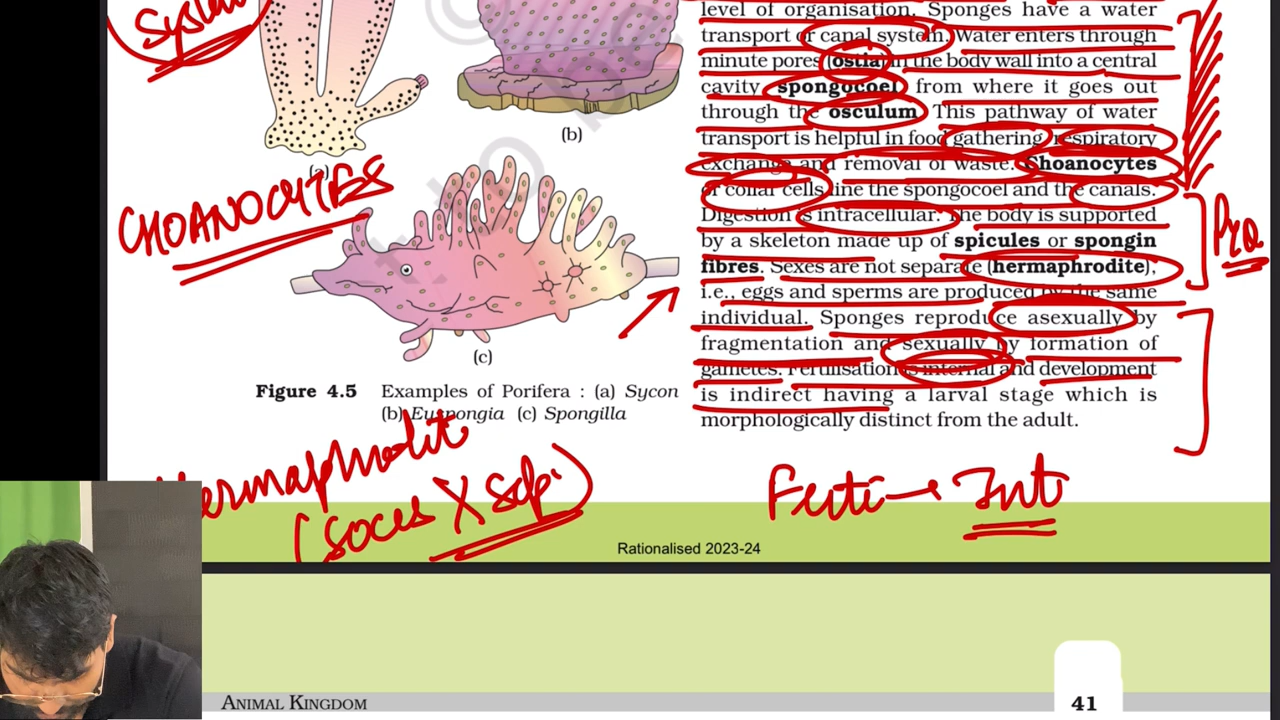 System
level of organisation. Sponges have a water
transport or canal system. Water enters through
minute pores (ostia) in the body wall into a central
cavity, spongocoel, from where it goes out
through the osculum. This pathway of water
transport is helpful in food gathering, respiratory
exchange and removal of waste. Choanocytes
or collar cells line the spongocoel and the canals.
Digestion is intracellular. The body is supported
by a skeleton made up of spicules or spongin
fibres. Sexes are not separate (hermaphrodite),
i.e., eggs and sperms are produced by the same
individual. Sponges reproduce asexually by
fragmentation and sexually by formation of
gametes. Fertilisation is internal and development
is indirect having a larval stage which is
morphologically distinct from the adult.
PYQ
(a)
(b)
CHOANOCYTES
(c)
Figure 4.5 Examples of Porifera : (a) Sycon
(b) Euspongia (c) Spongilla
(Sexes X Sep.)
Ferti → Int
Rationalised 2023-24
ANIMAL KINGDOM
41